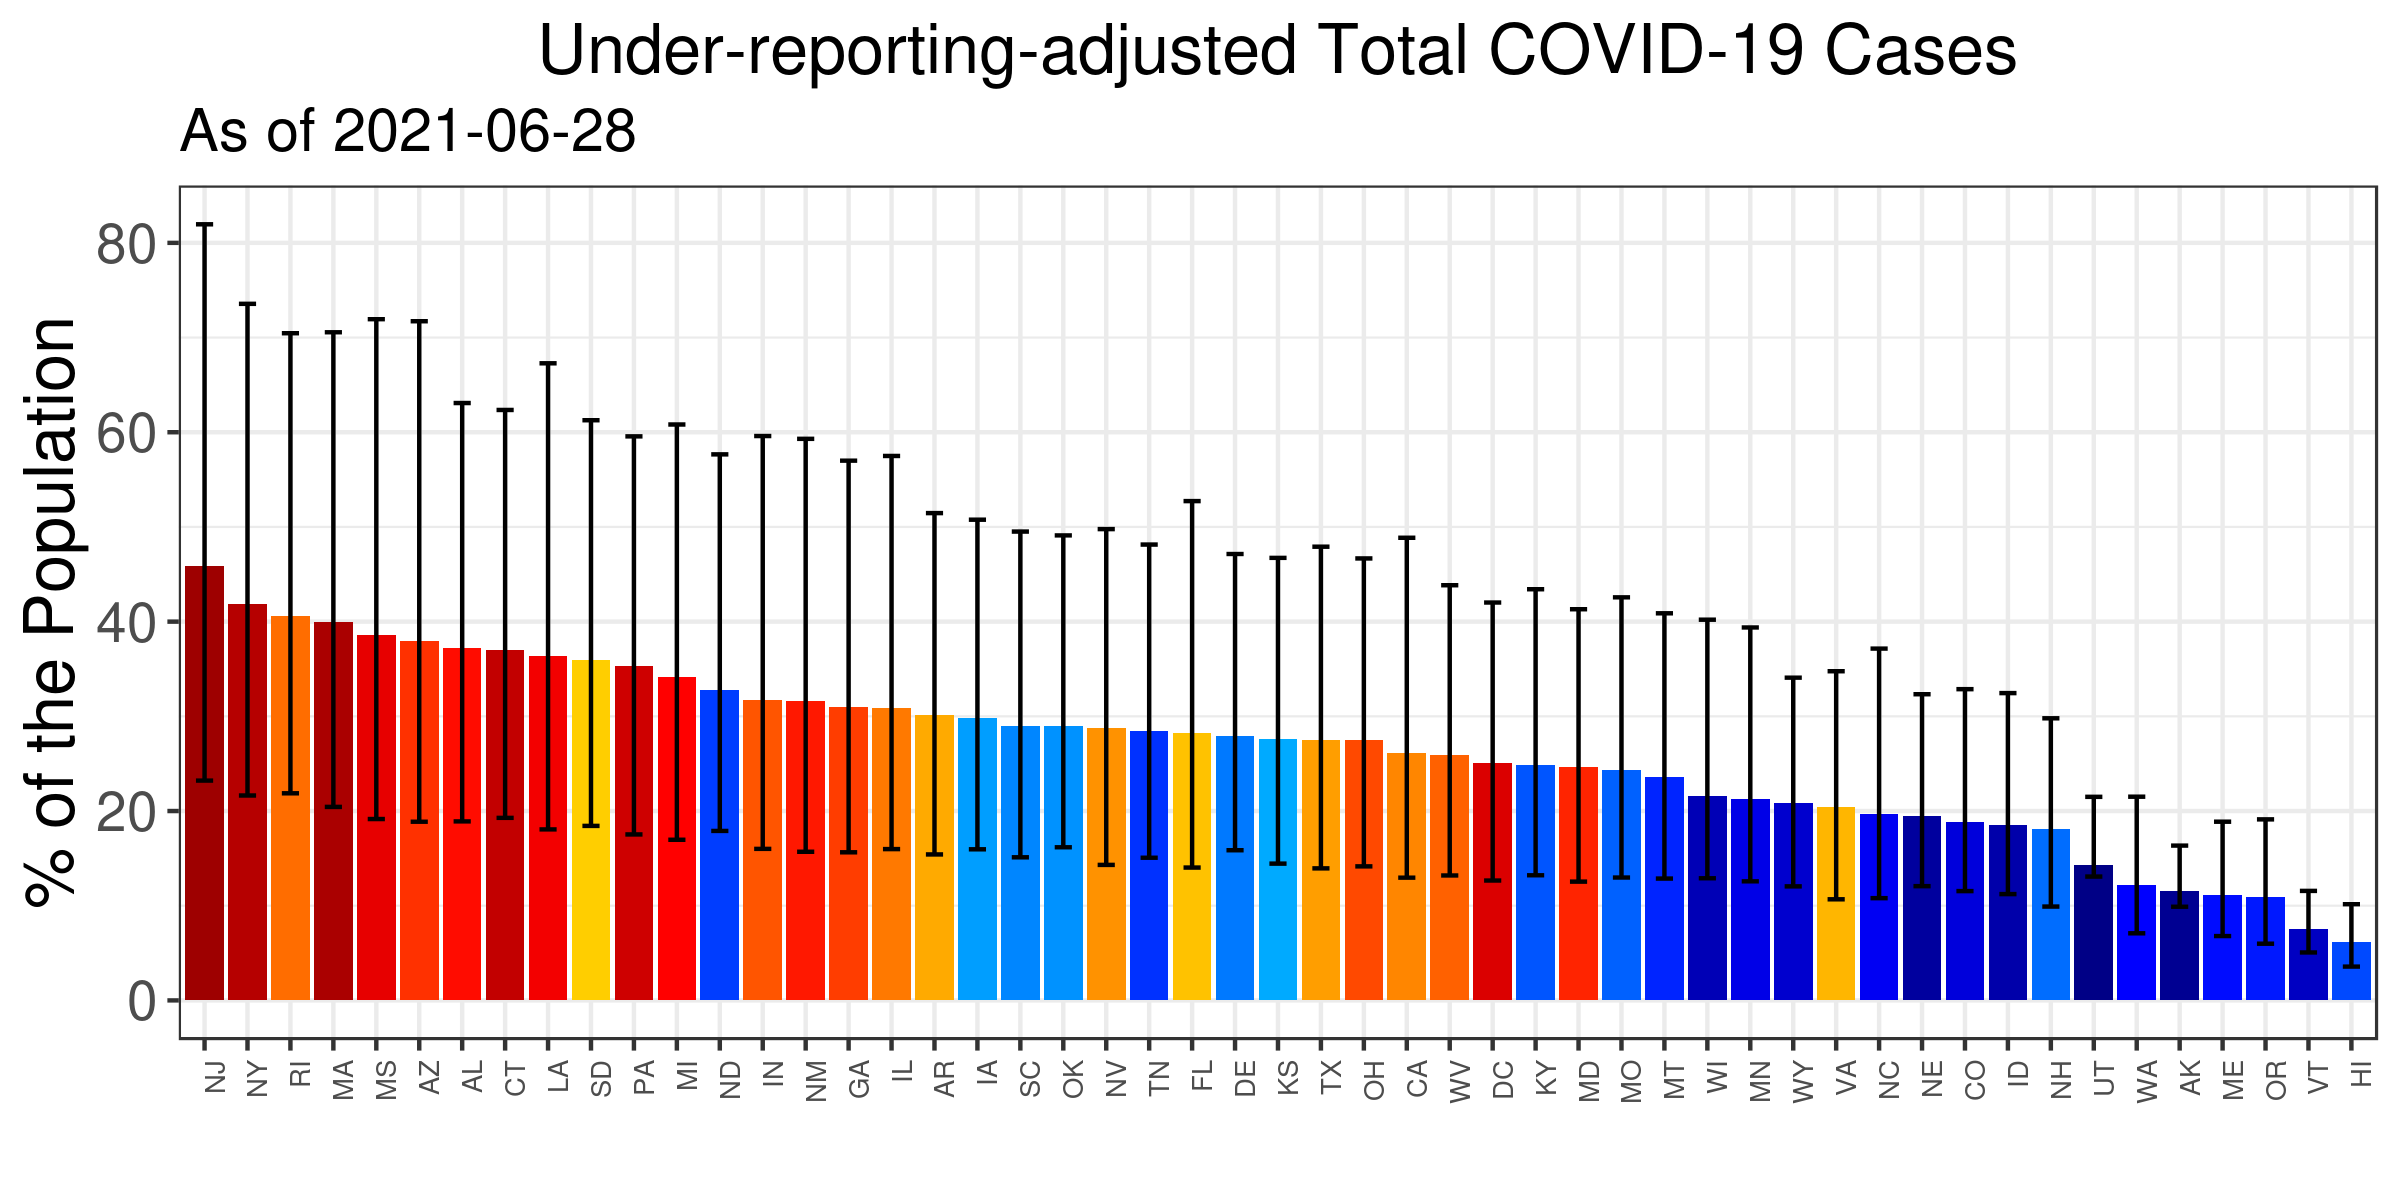 Under-reporting-adjusted Total COVID-19 Cases
As of 2021-06-28
% of the Population
80
60
40
20
0
NJ
NY
RI
MA
MS
AZ
AL
CT
LA
SD
PA
MI
ND
IN
NM
GA
IL
AR
IA
SC
OK
NV
TN
FL
DE
KS
TX
OH
CA
WV
DC
KY
MD
MO
MT
WI
MN
WY
VA
NC
NE
CO
ID
NH
UT
WA
AK
ME
OR
VT
HI